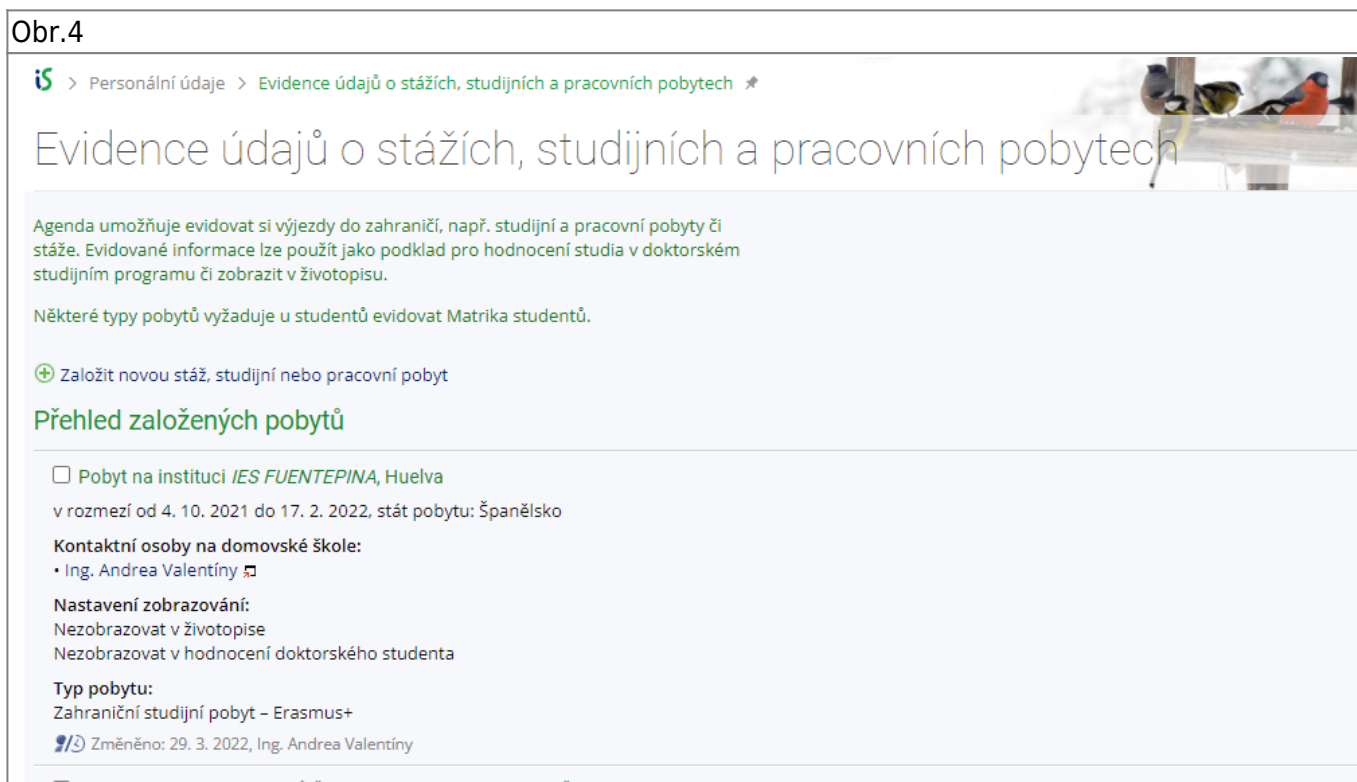 Obr.4
iS > Personální údaje > Evidence údajů o stážích, studijních a pracovních pobytech
Evidence údajů o stážích, studijních a pracovních pobytech
Agenda umožňuje evidovat si výjezdy do zahraničí, např. studijní a pracovní pobyty či
stáže. Evidované informace lze použít jako podklad pro hodnocení studia v doktorském
studijním programu či zobrazit v životopisu.
Některé typy pobytů vyžaduje u studentů evidovat Matrika studentů.
Založit novou stáž, studijní nebo pracovní pobyt
Přehled založených pobytů
Pobyt na instituci IES FUENTEPINA, Huelva
v rozmezí od 4. 10. 2021 do 17. 2. 2022, stát pobytu: Španělsko
Kontaktní osoby na domovské škole:
• Ing. Andrea Valentíny
Nastavení zobrazování:
Nezobrazovat v životopise
Nezobrazovat v hodnocení doktorského studenta
Typ pobytu:
Zahraniční studijní pobyt – Erasmus+
Změněno: 29. 3. 2022, Ing. Andrea Valentíny